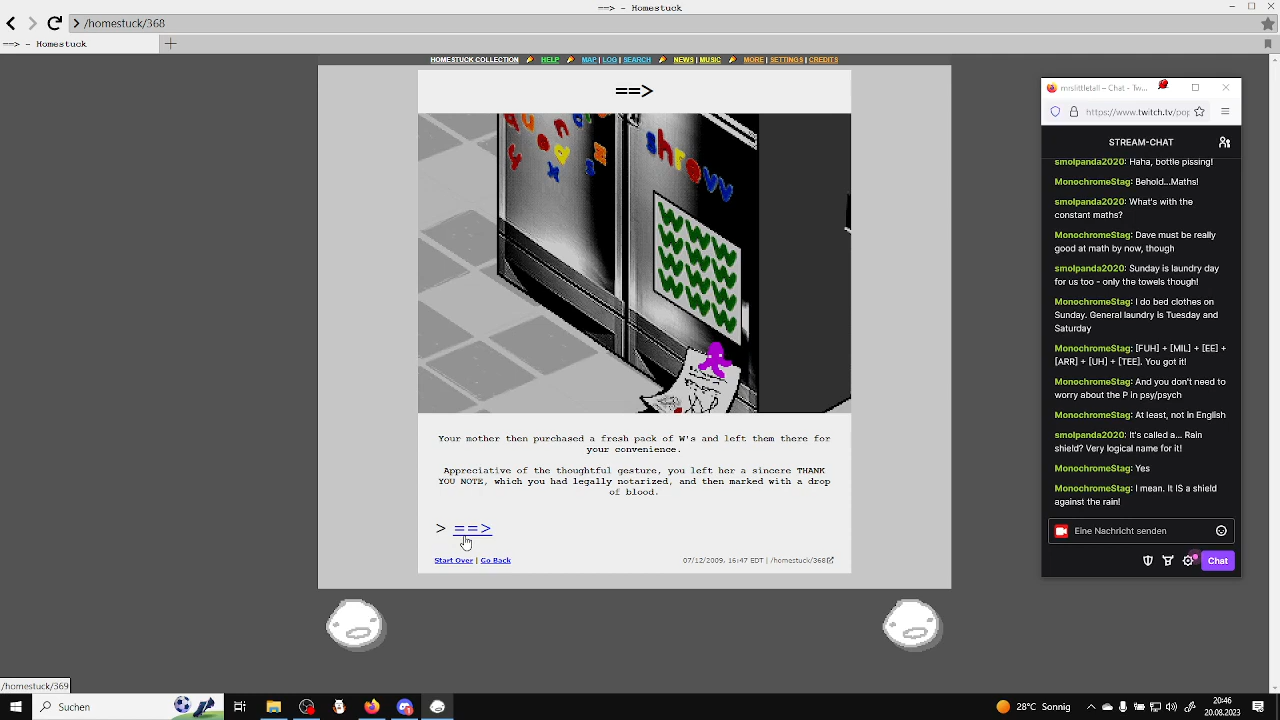 ==> - Homestuck
/homestuck/368
==> - Homestuck
HOMESTUCK COLLECTION HELP MAP | LOG | SEARCH NEWS | MUSIC MORE | SETTINGS | CREDITS
==>
Your mother then purchased a fresh pack of W's and left them there for
your convenience.
Appreciative of the thoughtful gesture, you left her a sincere THANK
YOU NOTE, which you had legally notarized, and then marked with a drop
of blood.
> ==>
Start Over | Go Back
07/12/2009, 16:47 EDT | /homestuck/368
mrslittletall – Chat - Tw...
https://www.twitch.tv/pop
STREAM-CHAT
smolpanda2020: Haha, bottle pissing!
MonochromeStag: Behold...Maths!
smolpanda2020: What's with the
constant maths?
MonochromeStag: Dave must be really
good at math by now, though
smolpanda2020: Sunday is laundry day
for us too - only the towels though!
MonochromeStag: I do bed clothes on
Sunday. General laundry is Tuesday and
Saturday
MonochromeStag: [FUH] + [MIL] + [EE] +
[ARR] + [UH] + [TEE]. You got it!
MonochromeStag: And you don't need to
worry about the P in psy/psych
MonochromeStag: At least, not in English
smolpanda2020: It's called a... Rain
shield? Very logical name for it!
MonochromeStag: Yes
MonochromeStag: I mean. It IS a shield
against the rain!
Eine Nachricht senden
Chat
/homestuck/369
Suchen
28°C Sonnig
20:46
20.08.2023